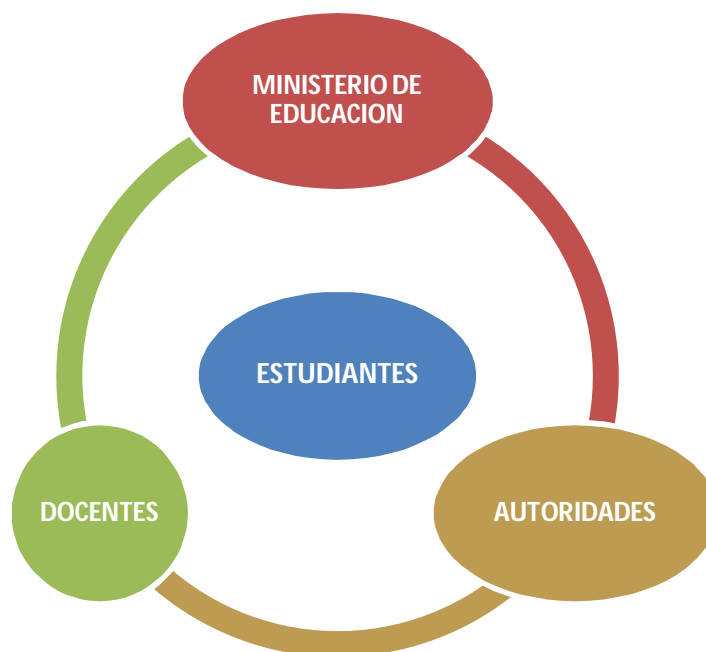 MINISTERIO DE
EDUCACION
ESTUDIANTES
DOCENTES
AUTORIDADES